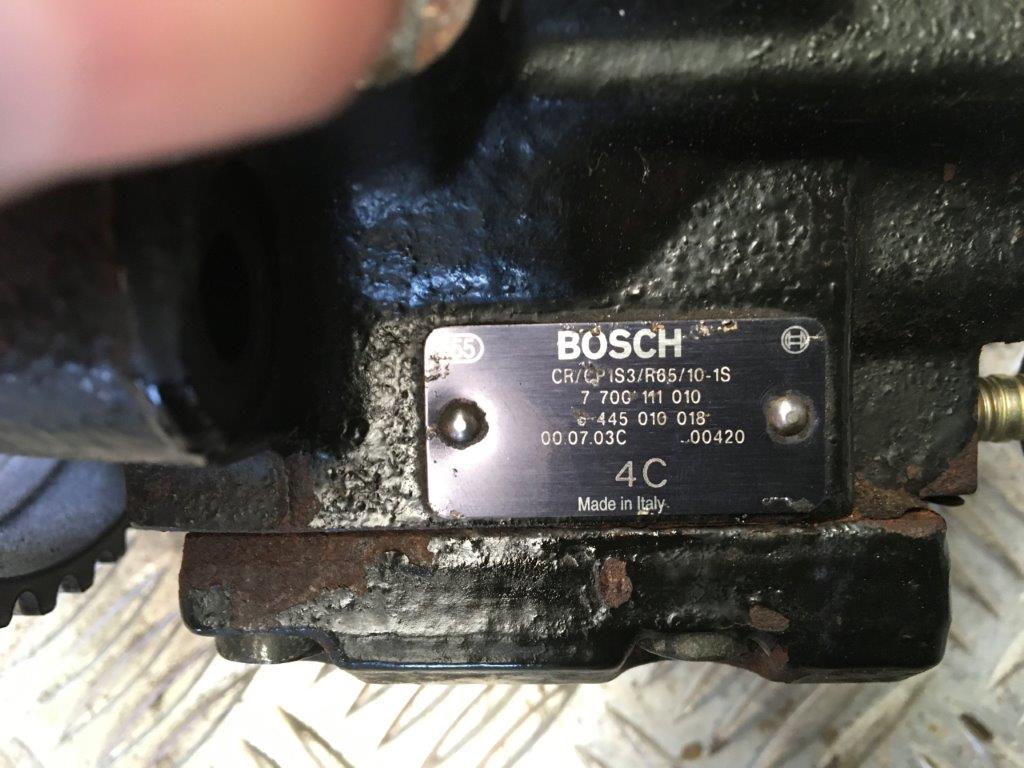 55 BOSCH
CR/CP1S3/R65/10-1S
7 700 111 010
445 010 018
00.07.03C 00420
4C
Made in Italy